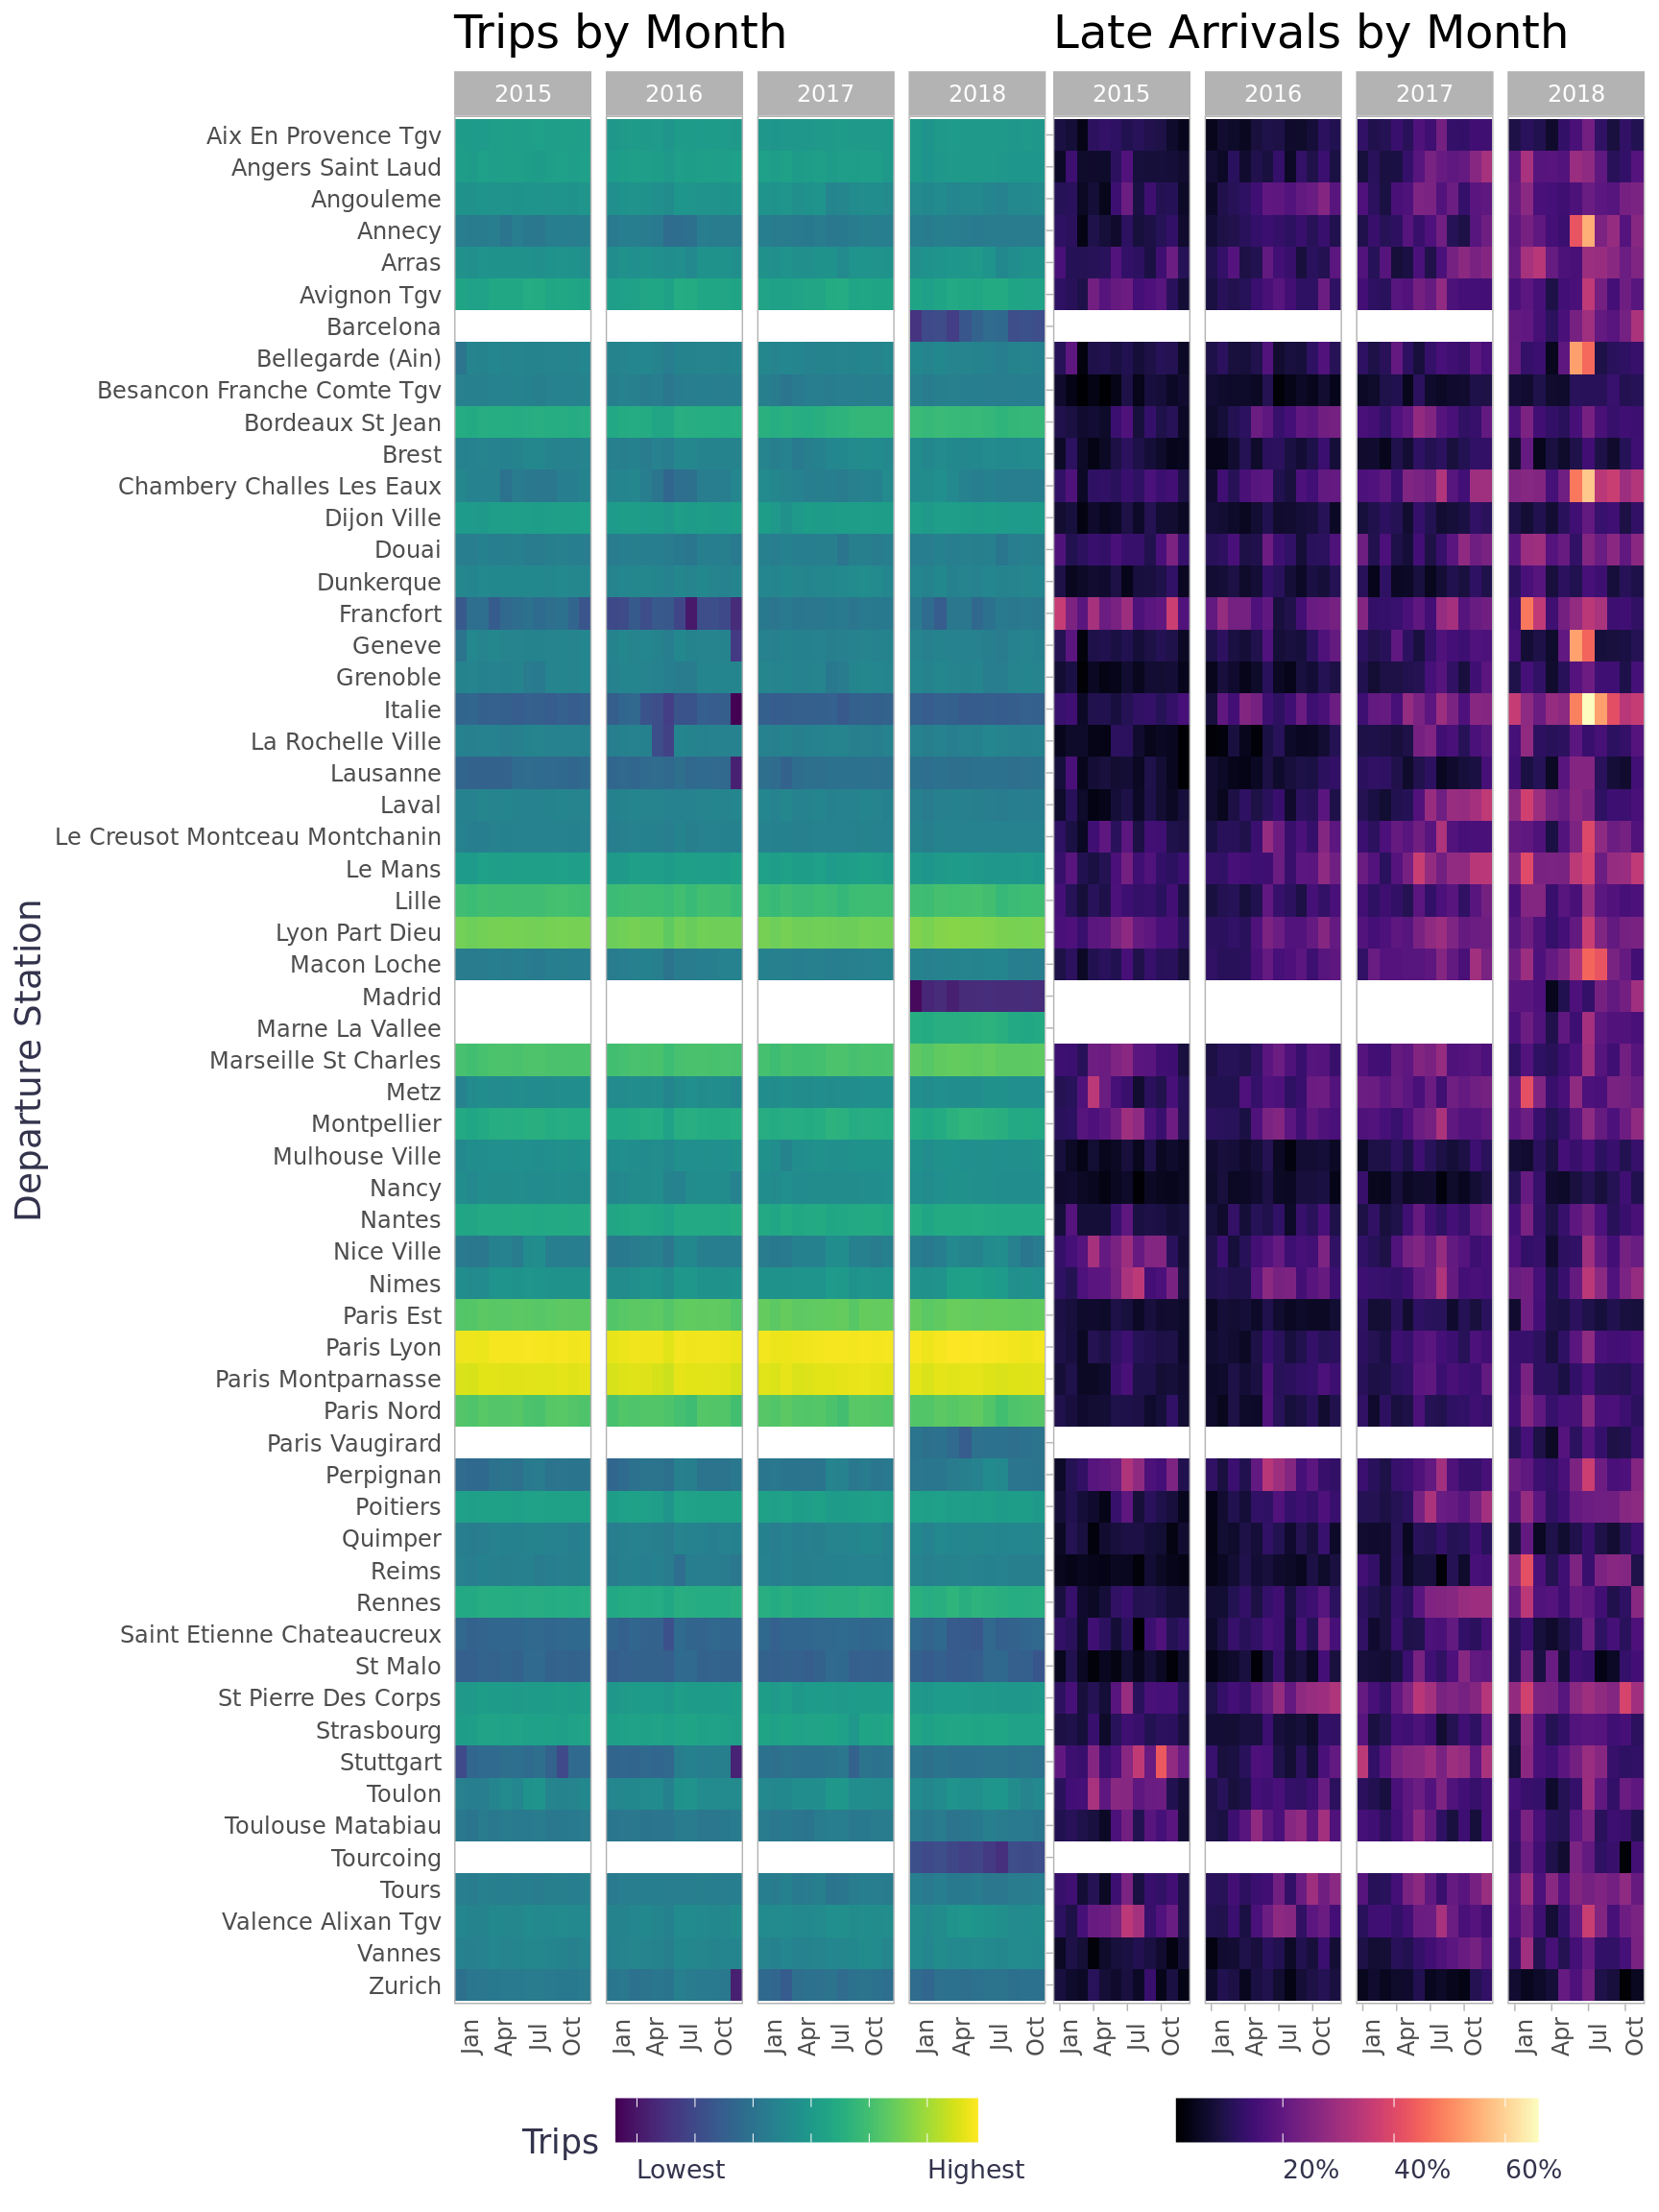 Trips by Month
Late Arrivals by Month
2015 2016 2017 2018 2015 2016 2017 2018
Departure Station
Aix En Provence Tgv
Angers Saint Laud
Angouleme
Annecy
Arras
Avignon Tgv
Barcelona
Bellegarde (Ain)
Besancon Franche Comte Tgv
Bordeaux St Jean
Brest
Chambery Challes Les Eaux
Dijon Ville
Douai
Dunkerque
Francfort
Geneve
Grenoble
Italie
La Rochelle Ville
Lausanne
Laval
Le Creusot Montceau Montchanin
Le Mans
Lille
Lyon Part Dieu
Macon Loche
Madrid
Marne La Vallee
Marseille St Charles
Metz
Montpellier
Mulhouse Ville
Nancy
Nantes
Nice Ville
Nimes
Paris Est
Paris Lyon
Paris Montparnasse
Paris Nord
Paris Vaugirard
Perpignan
Poitiers
Quimper
Reims
Rennes
Saint Etienne Chateaucreux
St Malo
St Pierre Des Corps
Strasbourg
Stuttgart
Toulon
Toulouse Matabiau
Tourcoing
Tours
Valence Alixan Tgv
Vannes
Zurich
Jan Apr Jul Oct Jan Apr Jul Oct Jan Apr Jul Oct Jan Apr Jul Oct Jan Apr Jul Oct Jan Apr Jul Oct Jan Apr Jul Oct Jan Apr Jul Oct
Trips
Lowest Highest
20% 40% 60%